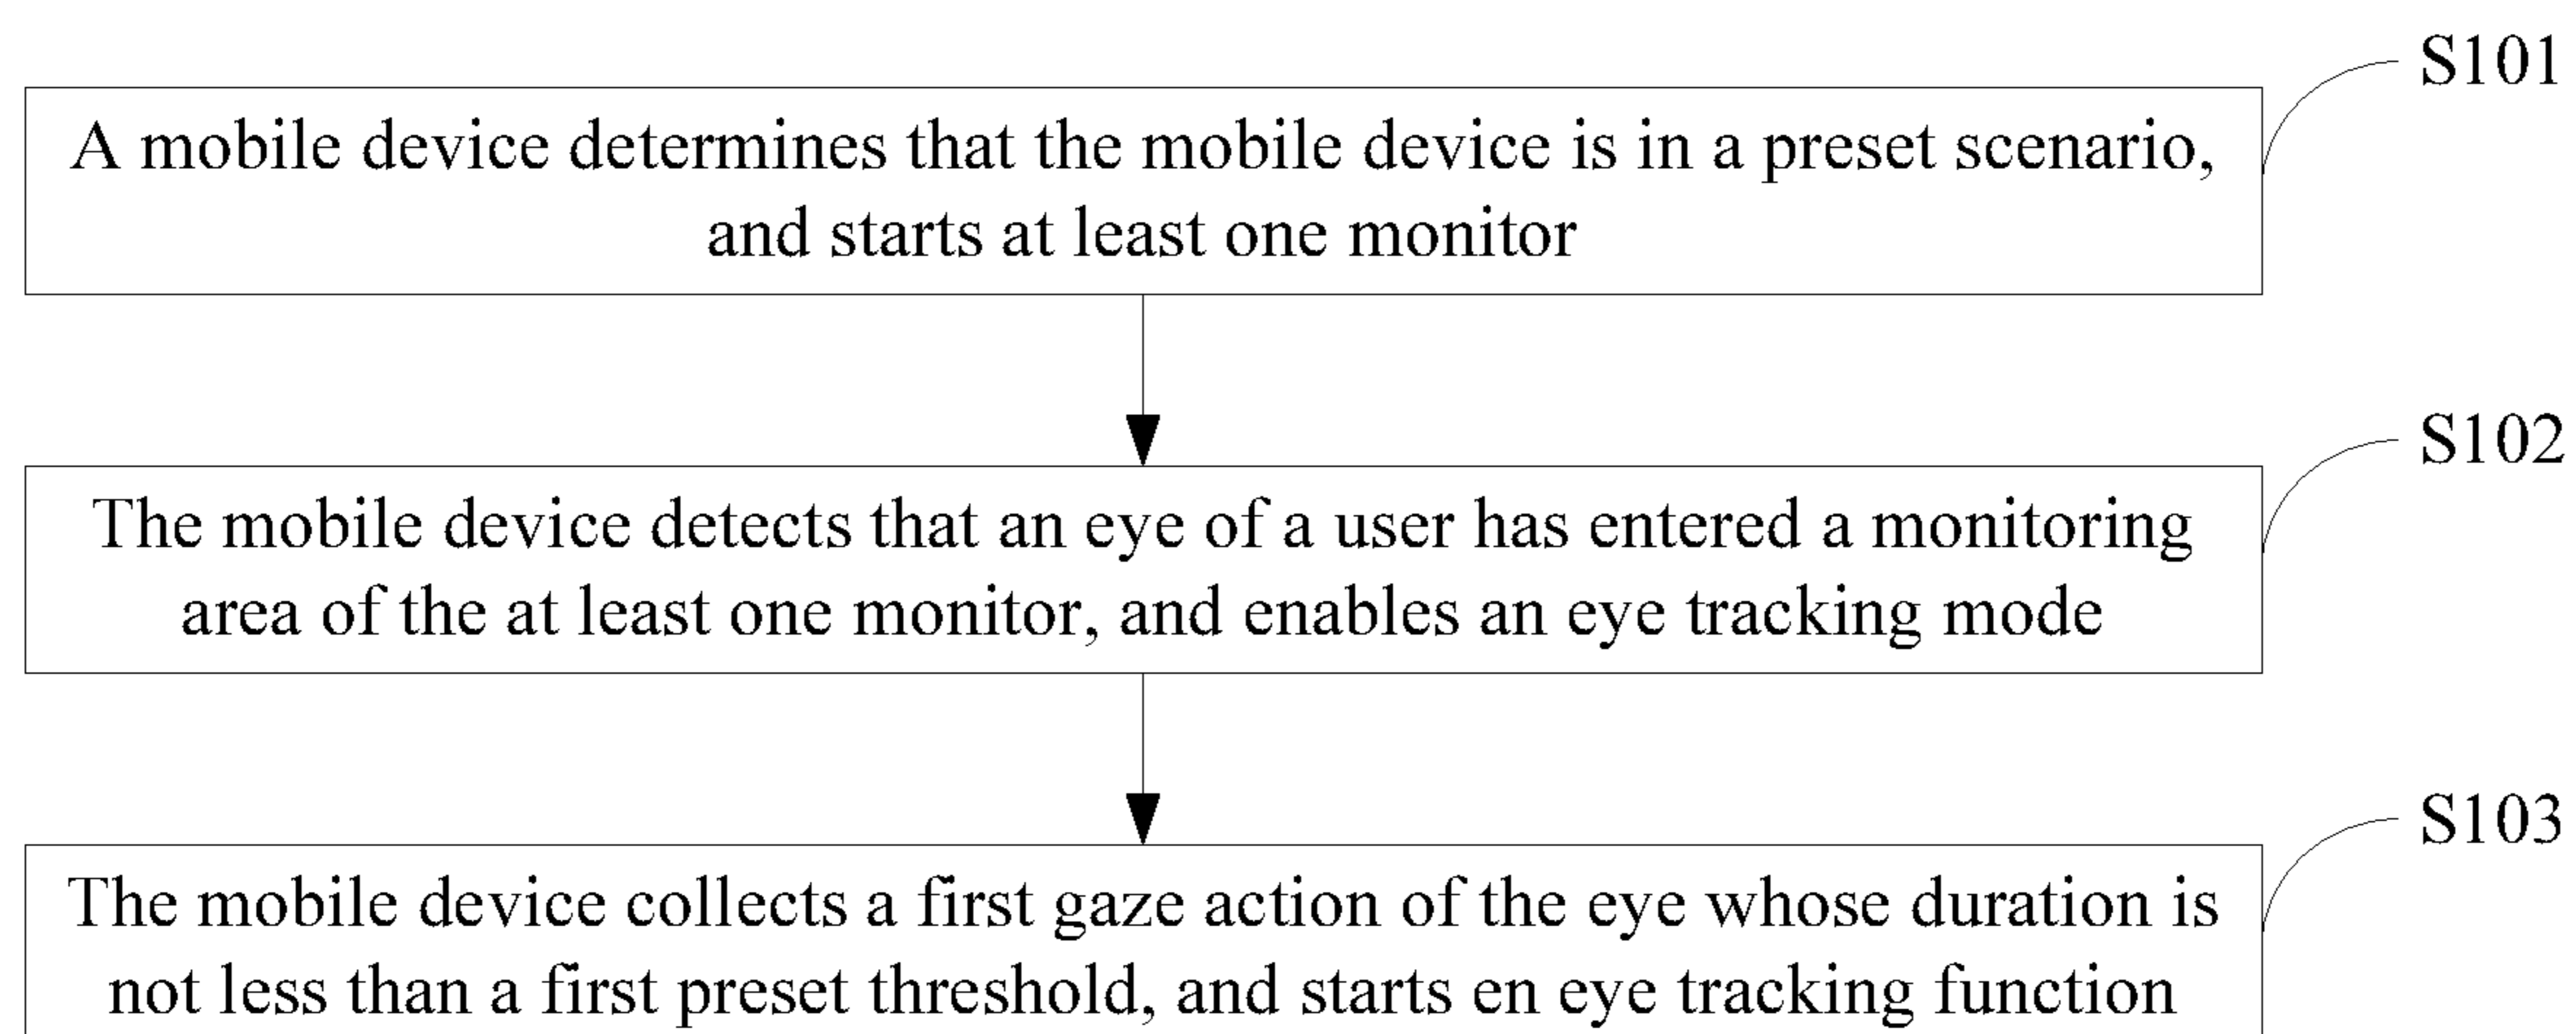 S101
A mobile device determines that the mobile device is in a preset scenario,
and starts at least one monitor
S102
The mobile device detects that an eye of a user has entered a monitoring
area of the at least one monitor, and enables an eye tracking mode
S103
The mobile device collects a first gaze action of the eye whose duration is
not less than a first preset threshold, and starts en eye tracking function